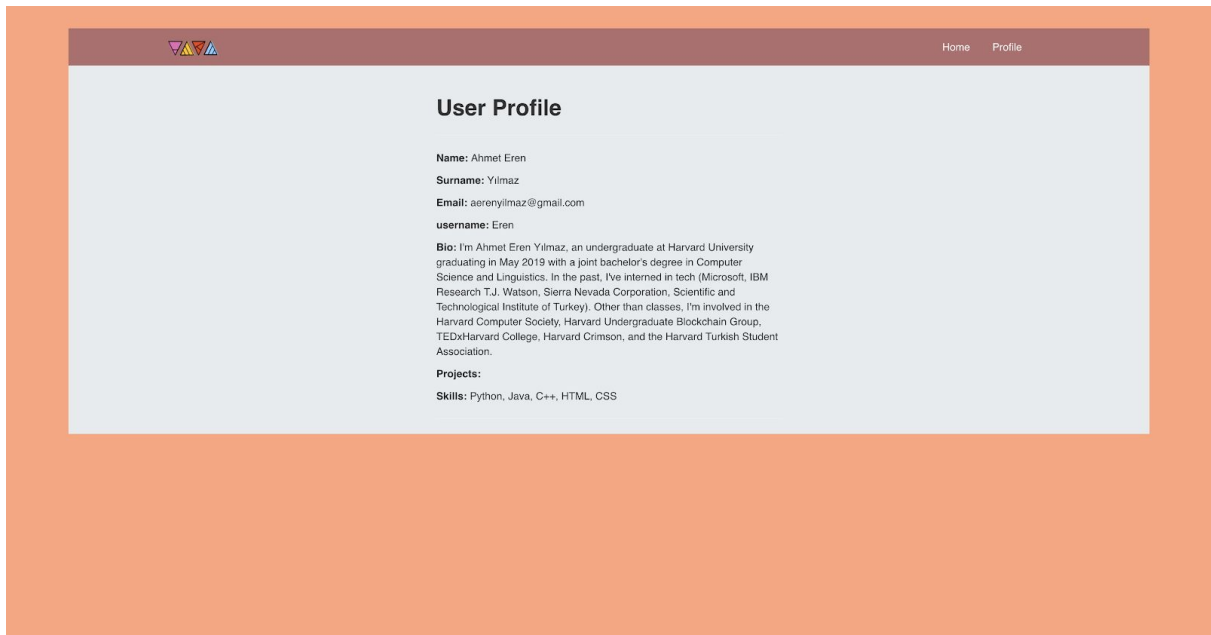 Home Profile
User Profile
Name: Ahmet Eren
Surname: Yılmaz
Email: aerenyilmaz@gmail.com
username: Eren
Bio: I'm Ahmet Eren Yılmaz, an undergraduate at Harvard University
graduating in May 2019 with a joint bachelor's degree in Computer
Science and Linguistics. In the past, I've interned in tech (Microsoft, IBM
Research T.J. Watson, Sierra Nevada Corporation, Scientific and
Technological Institute of Turkey). Other than classes, I'm involved in the
Harvard Computer Society, Harvard Undergraduate Blockchain Group,
TEDxHarvard College, Harvard Crimson, and the Harvard Turkish Student
Association.
Projects:
Skills: Python, Java, C++, HTML, CSS